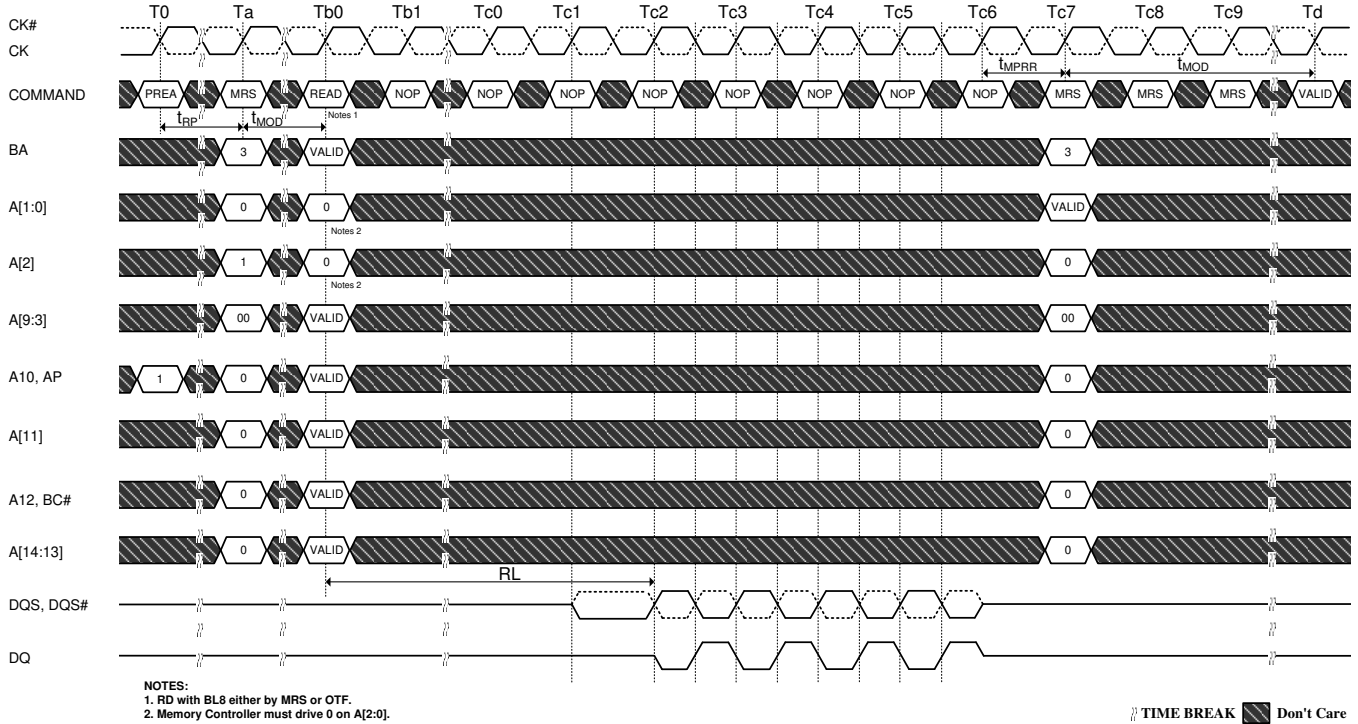 T0 Ta Tb0 Tb1 Tc0 Tc1 Tc2 Tc3 Tc4 Tc5 Tc6 Tc7 Tc8 Tc9 Td
CK#
CK
tMPRR tMOD
COMMAND PREA MRS READ NOP NOP NOP NOP NOP NOP NOP NOP MRS MRS MRS VALID
tRP tMOD Notes 1
BA 3 VALID 3
A[1:0] 0 0 VALID
Notes 2
A[2] 1 0 0
Notes 2
A[9:3] 00 VALID 00
A10, AP 1 0 VALID 0
A[11] 0 VALID 0
A12, BC# 0 VALID 0
A[14:13] 0 VALID 0
RL
DQS, DQS#
DQ
NOTES:
1. RD with BL8 either by MRS or OTF.
2. Memory Controller must drive 0 on A[2:0].
TIME BREAK Don't Care